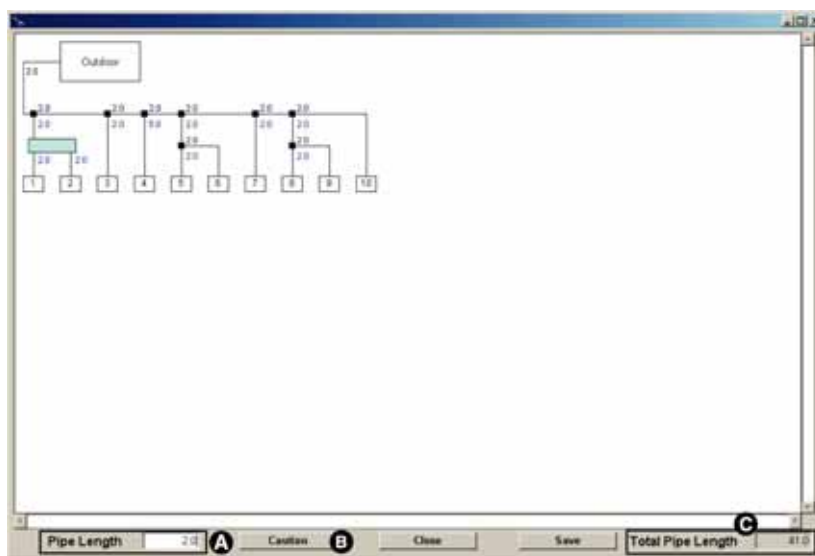 Outdoor
2.0
2.0 2.0 2.0 2.0 2.0 2.0
2.0 2.0 5.0 2.0 2.0 2.0
2.0 2.0
2.0 2.0 2.0 2.0
1 2 3 4 5 6 7 8 9 10
C
Pipe Length 2.0 A Caution B Close Save Total Pipe Length 41.0